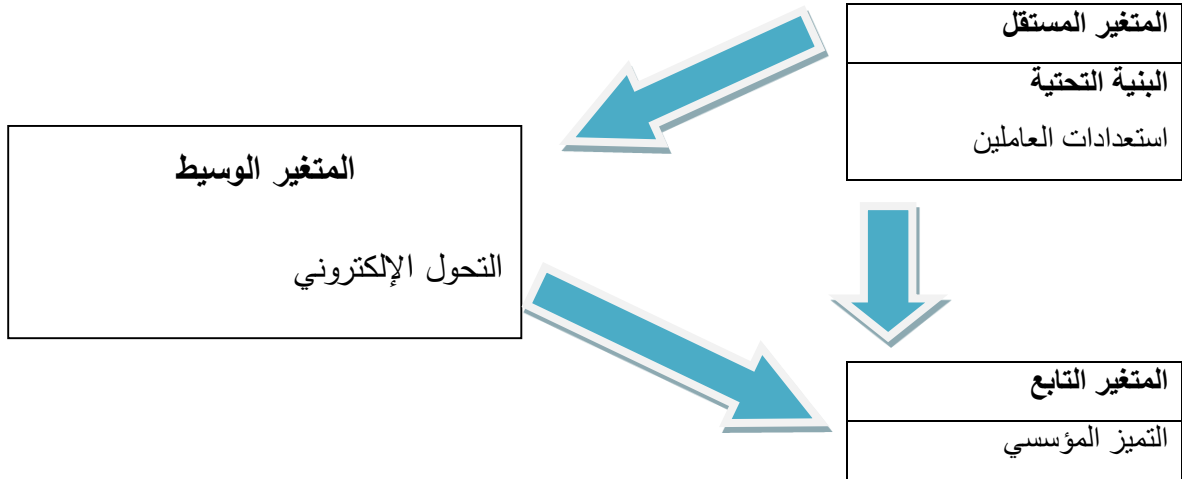 المتغير المستقل
البنية التحتية
استعدادات العاملين
المتغير الوسيط
التحول الإلكتروني
المتغير التابع
التميز المؤسسي